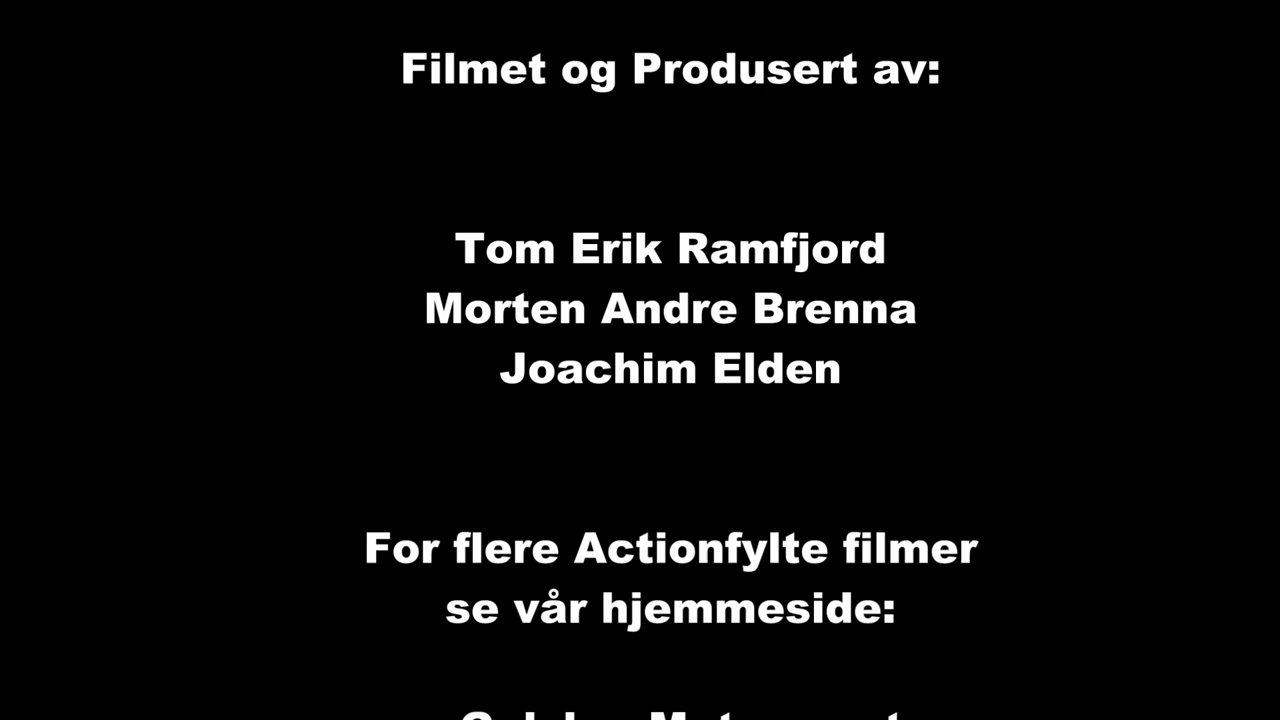 Filmet og Produsert av:
Tom Erik Ramfjord
Morten Andre Brenna
Joachim Elden
For flere Actionfylte filmer
se vår hjemmeside: